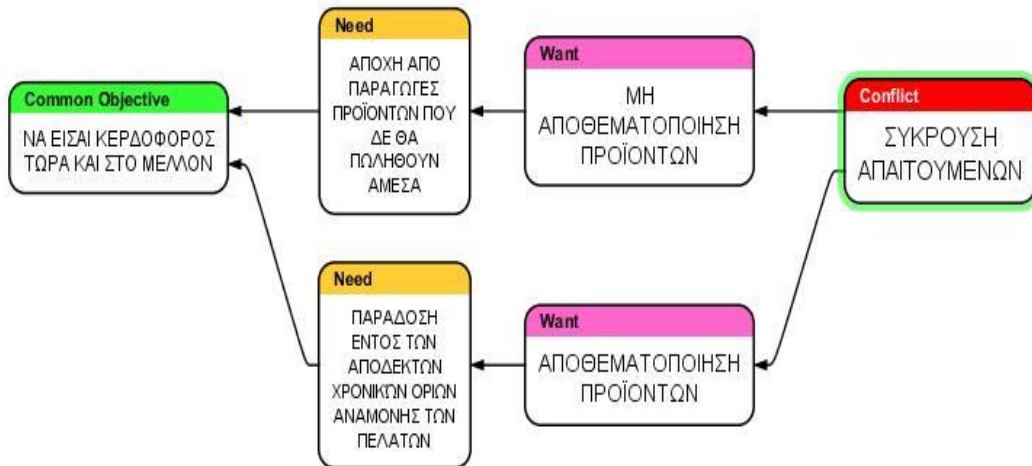 Need
ΑΠΟΧΗ ΑΠΟ
ΠΑΡΑΓΩΓΕΣ
ΠΡΟΪΟΝΤΩΝ ΠΟΥ
ΔΕ ΘΑ
ΠΩΛΗΘΟΥΝ
ΑΜΕΣΑ
Want
ΜΗ
ΑΠΟΘΕΜΑΤΟΠΟΙΗΣΗ
ΠΡΟΪΟΝΤΩΝ
Common Objective
ΝΑ ΕΙΣΑΙ ΚΕΡΔΟΦΟΡΟΣ
ΤΩΡΑ ΚΑΙ ΣΤΟ ΜΕΛΛΟΝ
Conflict
ΣΥΚΡΟΥΣΗ
ΑΠΑΙΤΟΥΜΕΝΩΝ
Need
ΠΑΡΑΔΟΣΗ
ΕΝΤΟΣ ΤΩΝ
ΑΠΟΔΕΚΤΩΝ
ΧΡΟΝΙΚΩΝ ΟΡΙΩΝ
ΑΝΑΜΟΝΗΣ ΤΩΝ
ΠΕΛΑΤΩΝ
Want
ΑΠΟΘΕΜΑΤΟΠΟΙΗΣΗ
ΠΡΟΪΟΝΤΩΝ